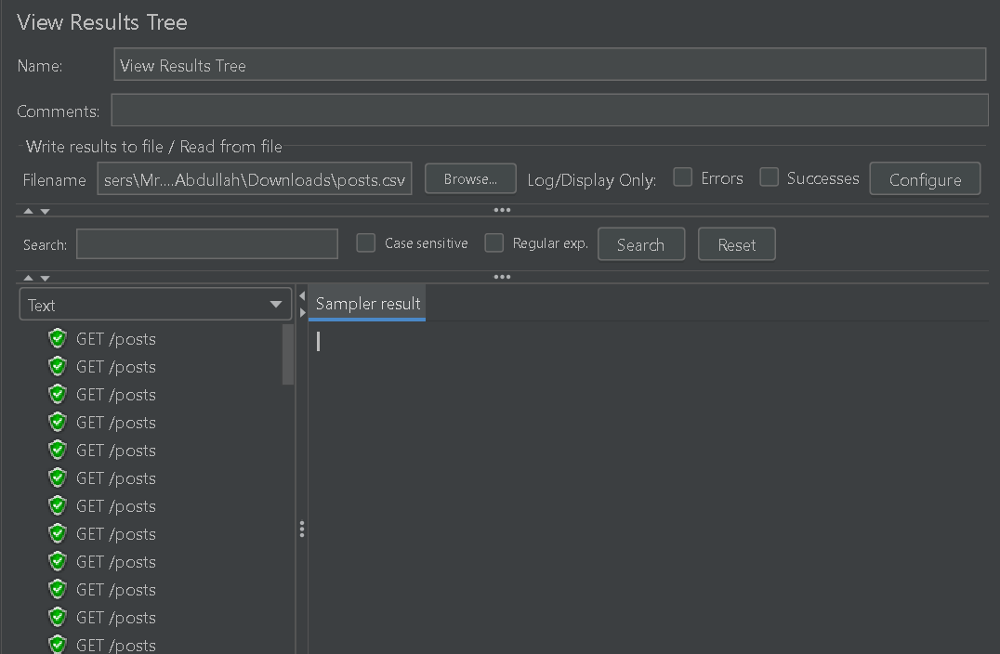 View Results Tree
Name: View Results Tree
Comments:
Write results to file / Read from file
Filename sers\Mr....Abdullah\Downloads\posts.csv Browse... Log/Display Only: Errors Successes Configure
Search: Case sensitive Regular exp. Search Reset
Text Sampler result
GET /posts
GET /posts
GET /posts
GET /posts
GET /posts
GET /posts
GET /posts
GET /posts
GET /posts
GET /posts
GET /posts
GET /posts